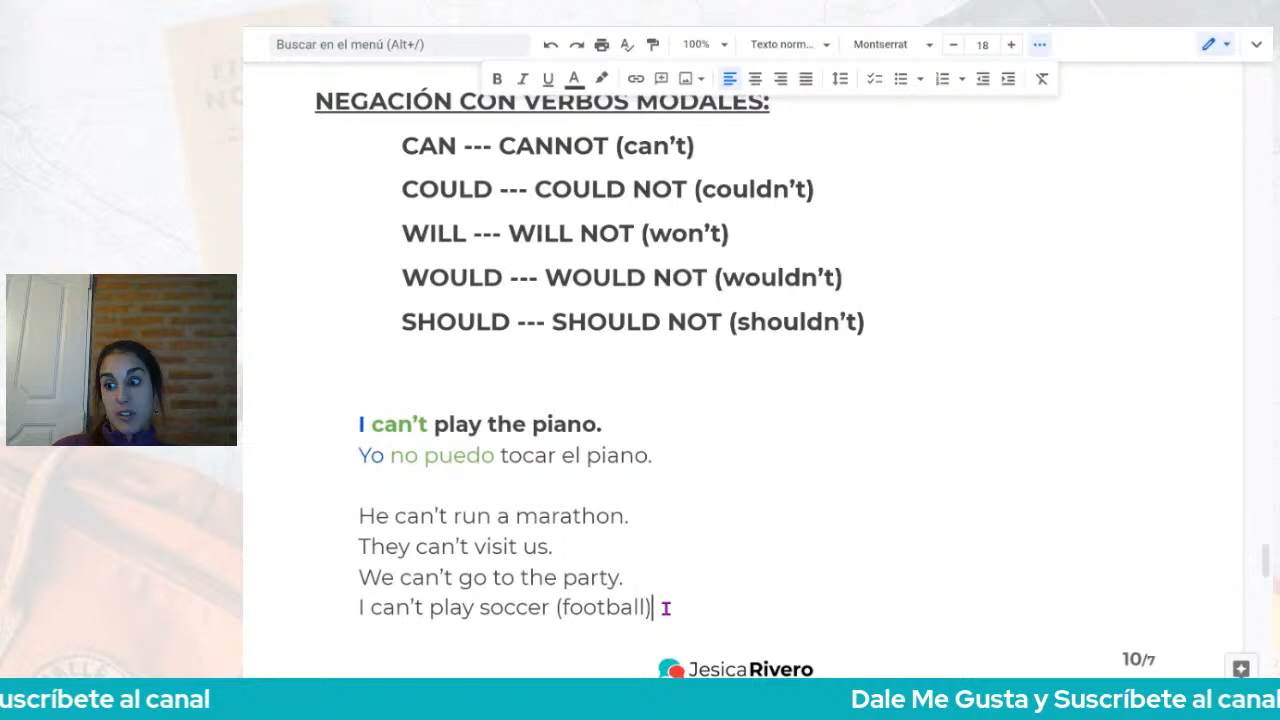 Buscar en el menú (Alt+/)
100%
Texto norm...
Montserrat
18
NEGACIÓN CON VERBOS MODALES:
CAN --- CANNOT (can't)
COULD --- COULD NOT (couldn't)
WILL --- WILL NOT (won't)
WOULD --- WOULD NOT (wouldn't)
SHOULD --- SHOULD NOT (shouldn't)
I can't play the piano.
Yo no puedo tocar el piano.
He can't run a marathon.
They can't visit us.
We can't go to the party.
I can't play soccer (football)
JesicaRivero
10/7
uscríbete al canal
Dale Me Gusta y Suscríbete al canal